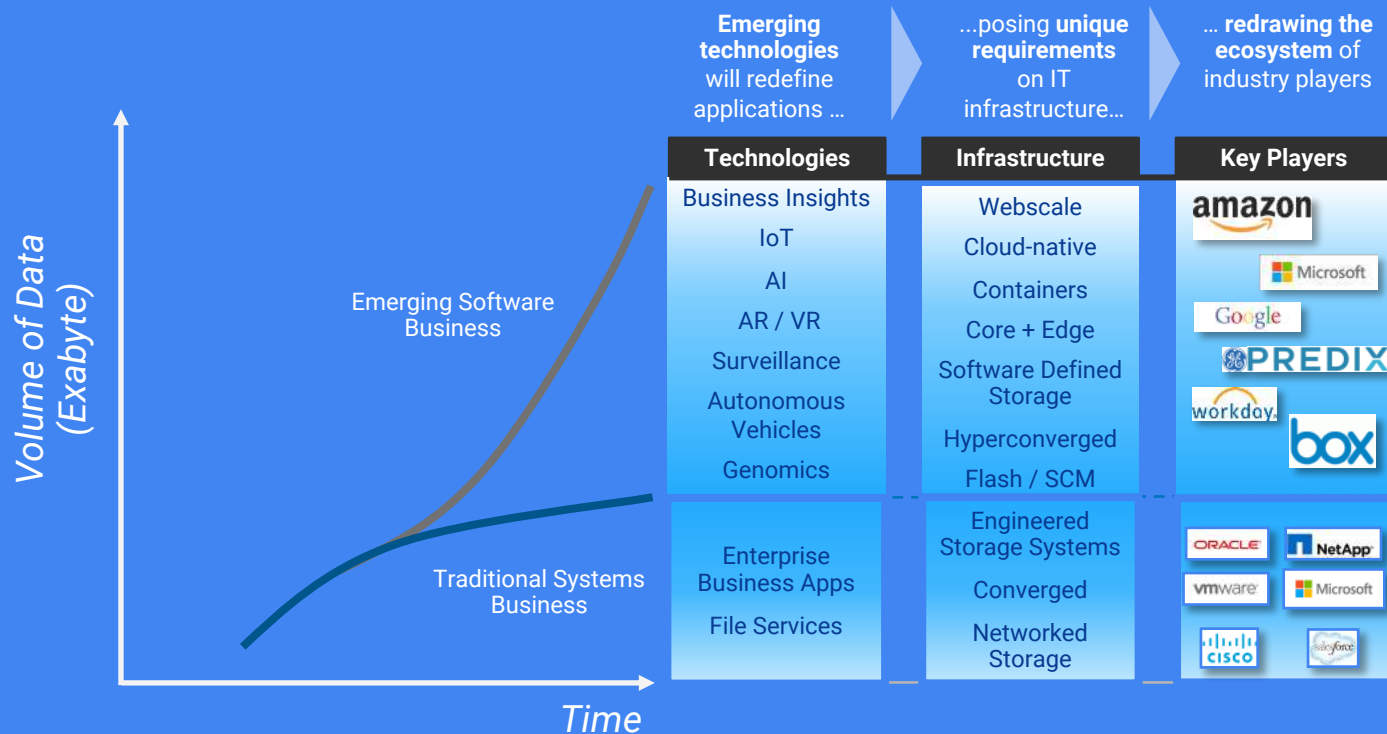 Emerging
technologies
will redefine
applications …
...posing unique
requirements
on IT
infrastructure…
… redrawing the
ecosystem of
industry players
Volume of Data
(Exabyte)
Emerging Software
Business
Traditional Systems
Business
Time
Technologies
Business Insights
IoT
AI
AR / VR
Surveillance
Autonomous
Vehicles
Genomics
Enterprise
Business Apps
File Services
Infrastructure
Webscale
Cloud-native
Containers
Core + Edge
Software Defined
Storage
Hyperconverged
Flash / SCM
Engineered
Storage Systems
Converged
Networked
Storage
Key Players
amazon
Microsoft
Google
PREDIX
workday.
box
ORACLE
NetApp
vmware
Microsoft
CISCO
salesforce